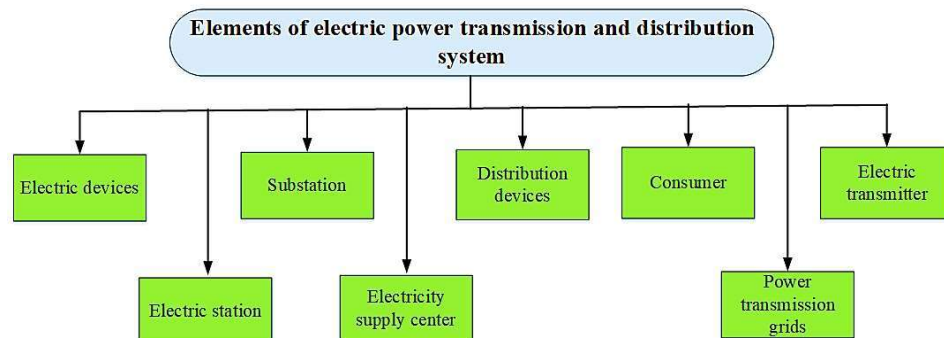 Elements of electric power transmission and distribution
system
Electric devices
Substation
Distribution
devices
Consumer
Electric
transmitter
Electric station
Electricity
supply center
Power
transmission
grids